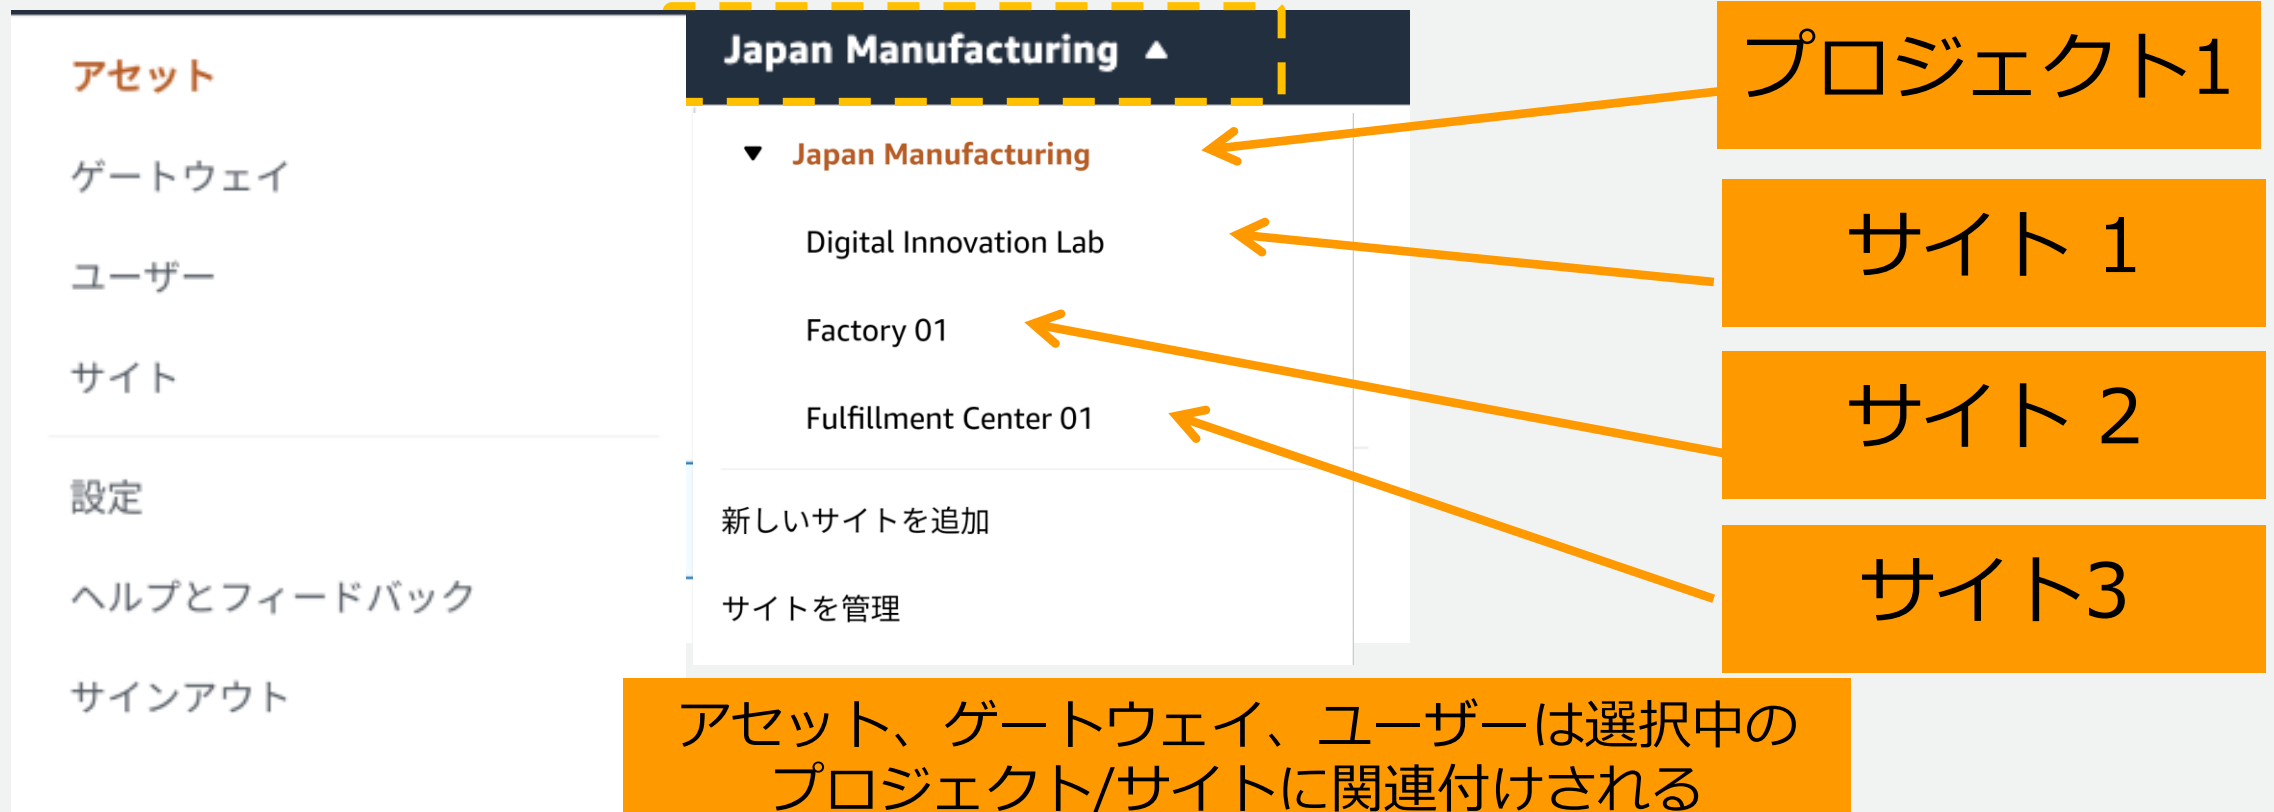 アセット
ゲートウェイ
ユーザー
サイト
設定
ヘルプとフィードバック
サインアウト
Japan Manufacturing ▲
▼ Japan Manufacturing
Digital Innovation Lab
Factory 01
Fulfillment Center 01
新しいサイトを追加
サイトを管理
プロジェクト1
サイト 1
サイト 2
サイト3
アセット、ゲートウェイ、ユーザーは選択中の
プロジェクト/サイトに関連付けされる